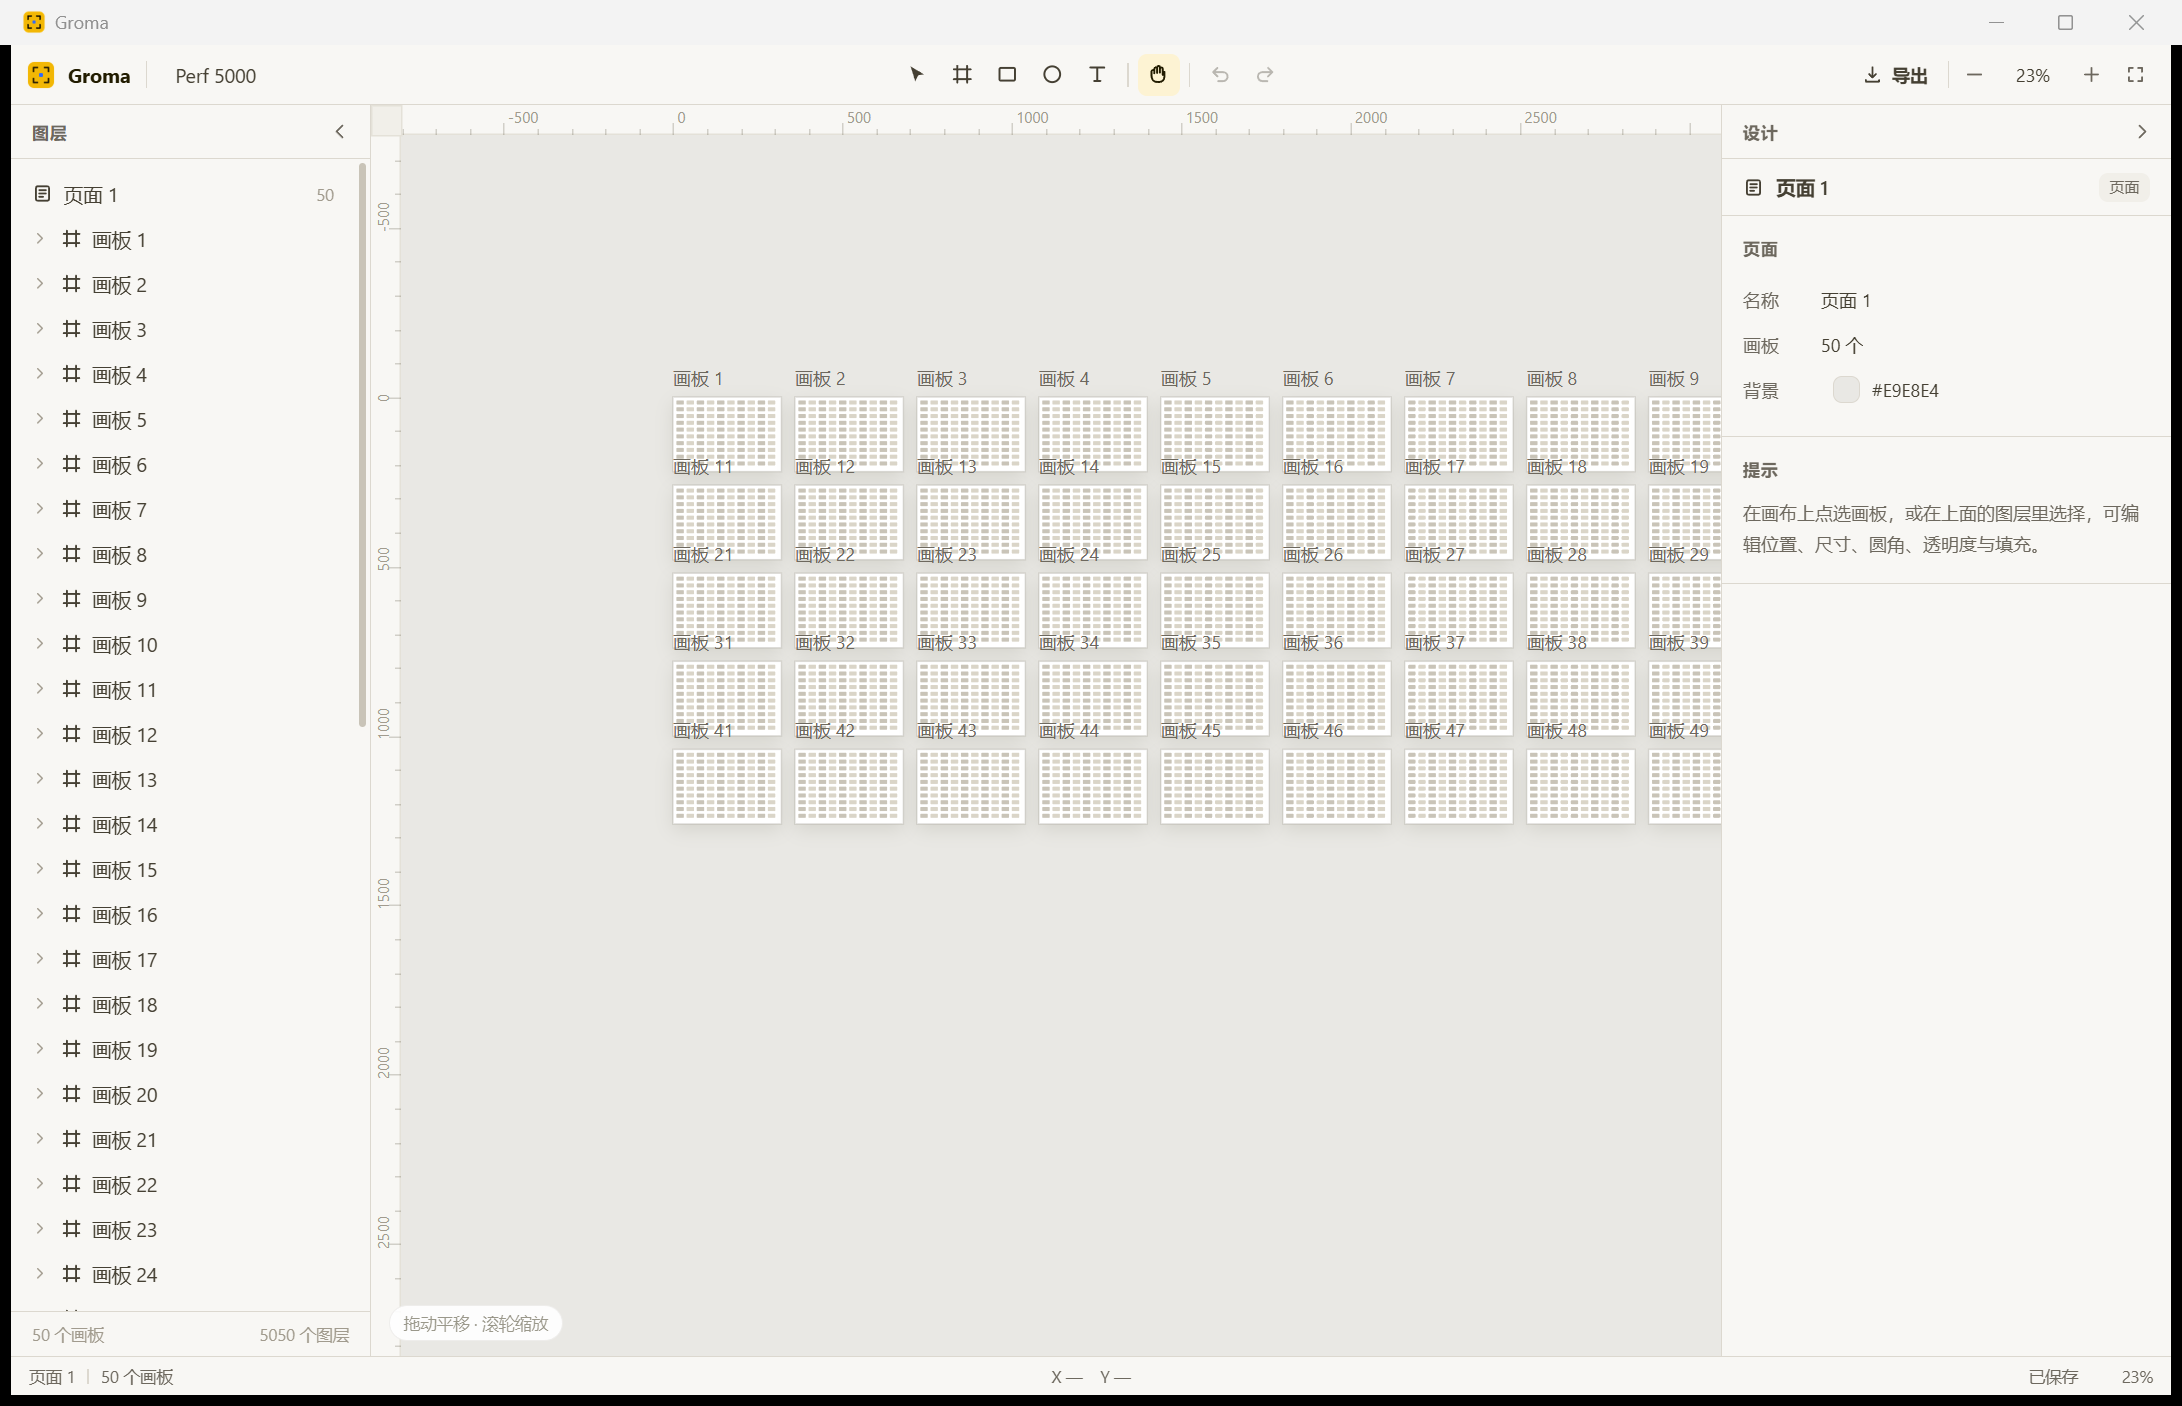 Groma
Groma Perf 5000 导出 23%
图层
页面 1 50
画板 1
画板 2
画板 3
画板 4
画板 5
画板 6
画板 7
画板 8
画板 9
画板 10
画板 11
画板 12
画板 13
画板 14
画板 15
画板 16
画板 17
画板 18
画板 19
画板 20
画板 21
画板 22
画板 23
画板 24
50 个画板 5050 个图层
-500 0 500 1000 1500 2000 2500
-500
0
500
1000
1500
2000
2500
画板 1 画板 2 画板 3 画板 4 画板 5 画板 6 画板 7 画板 8 画板 9
画板 11 画板 12 画板 13 画板 14 画板 15 画板 16 画板 17 画板 18 画板 19
画板 21 画板 22 画板 23 画板 24 画板 25 画板 26 画板 27 画板 28 画板 29
画板 31 画板 32 画板 33 画板 34 画板 35 画板 36 画板 37 画板 38 画板 39
画板 41 画板 42 画板 43 画板 44 画板 45 画板 46 画板 47 画板 48 画板 49
拖动平移 · 滚轮缩放
设计
页面 1 页面
页面
名称 页面 1
画板 50 个
背景 #E9E8E4
提示
在画布上点选画板，或在上面的图层里选择，可编
辑位置、尺寸、圆角、透明度与填充。
页面 1 50 个画板 X — Y — 已保存 23%